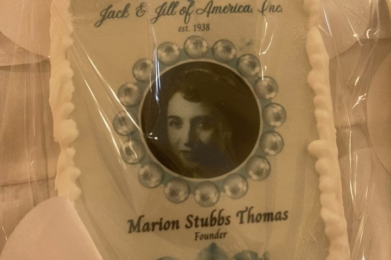 Jack & Jill of America, Inc.
est. 1938
Marion Stubbs Thomas
Founder